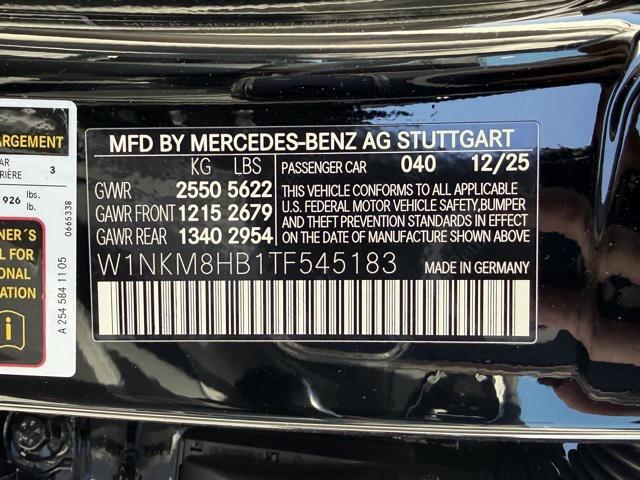 MFD BY MERCEDES-BENZ AG STUTTGART
KG LBS
GVWR 2550 5622
GAWR FRONT 1215 2679
GAWR REAR 1340 2954
PASSENGER CAR 040 12/25
THIS VEHICLE CONFORMS TO ALL APPLICABLE
U.S. FEDERAL MOTOR VEHICLE SAFETY,BUMPER
AND THEFT PREVENTION STANDARDS IN EFFECT
ON THE DATE OF MANUFACTURE SHOWN ABOVE
W1NKM8HB1TF545183 MADE IN GERMANY
ARGEMENT
AR 3
RIÈRE
926 lbs.
lb.
NER´S
FOR
ONAL
ATION
0665338
A 254 584 11 05